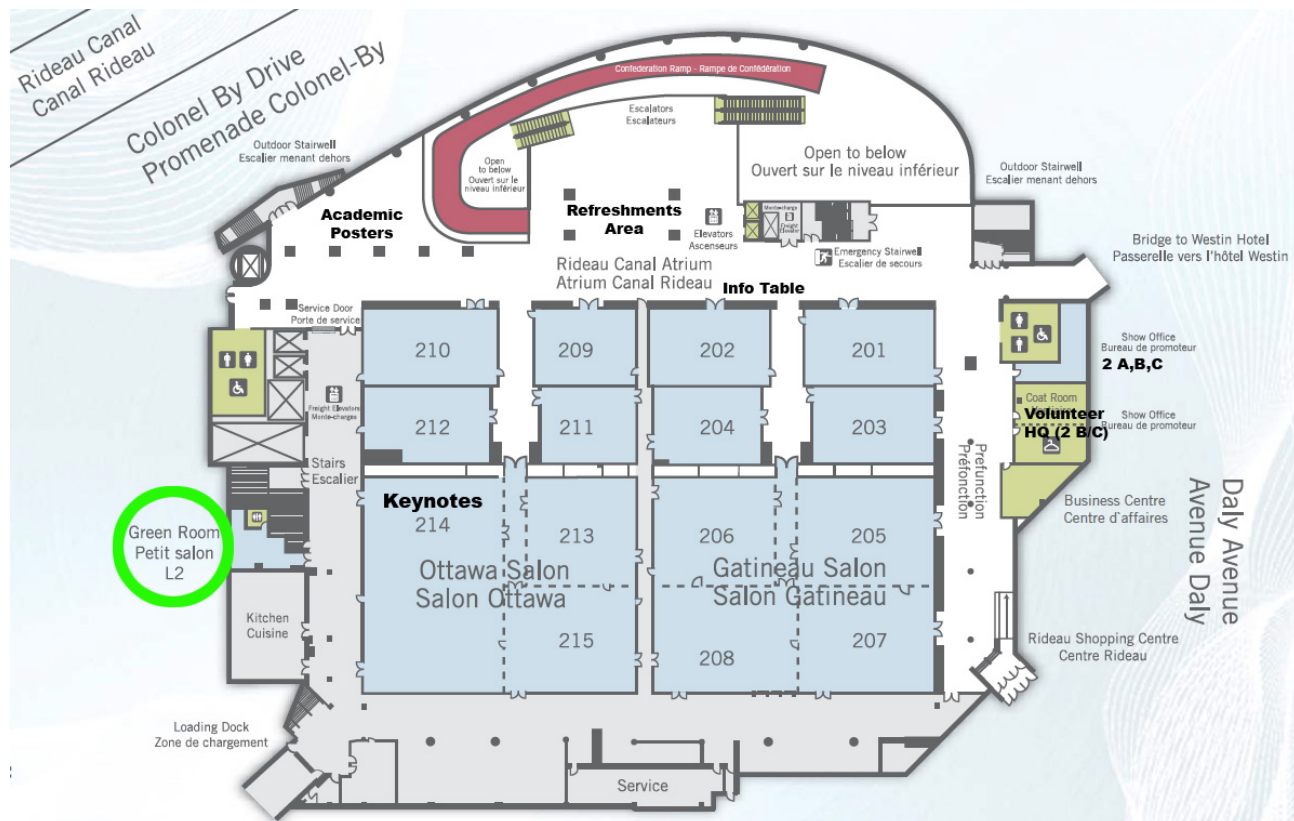 Rideau Canal
Canal Rideau
Colonel By Drive
Promenade Colonel-By
Confederation Ramp - Rampe de Confédération
Escalators
Escalateurs
Outdoor Stairwell
Escalier menant dehors
Open
to below
Ouvert sur le
niveau inférieur
Open to below
Ouvert sur le niveau inférieur
Outdoor Stairwell
Escalier menant dehors
Academic
Posters
Refreshments
Area
Elevators
Ascenseurs
Monte-charge
Freight
Elevator
Emergency Stairwell
Escalier de secours
Bridge to Westin Hotel
Passerelle vers l'hôtel Westin
Rideau Canal Atrium
Atrium Canal Rideau
Info Table
Service Door
Porte de service
210
209
202
201
Show Office
Bureau de promoteur
2 A,B,C
Freight Elevators
Monte-charges
212
211
204
203
Coat Room
Volunteer
HQ (2 B/C)
Show Office
Bureau de promoteur
Stairs
Escalier
Prefunction
Préfonction
Keynotes
214
213
206
205
Business Centre
Centre d'affaires
Daly Avenue
Avenue Daly
Green Room
Petit salon
L2
Ottawa Salon
Salon Ottawa
Gatineau Salon
Salon Gatineau
Kitchen
Cuisine
215
208
207
Rideau Shopping Centre
Centre Rideau
Loading Dock
Zone de chargement
Service